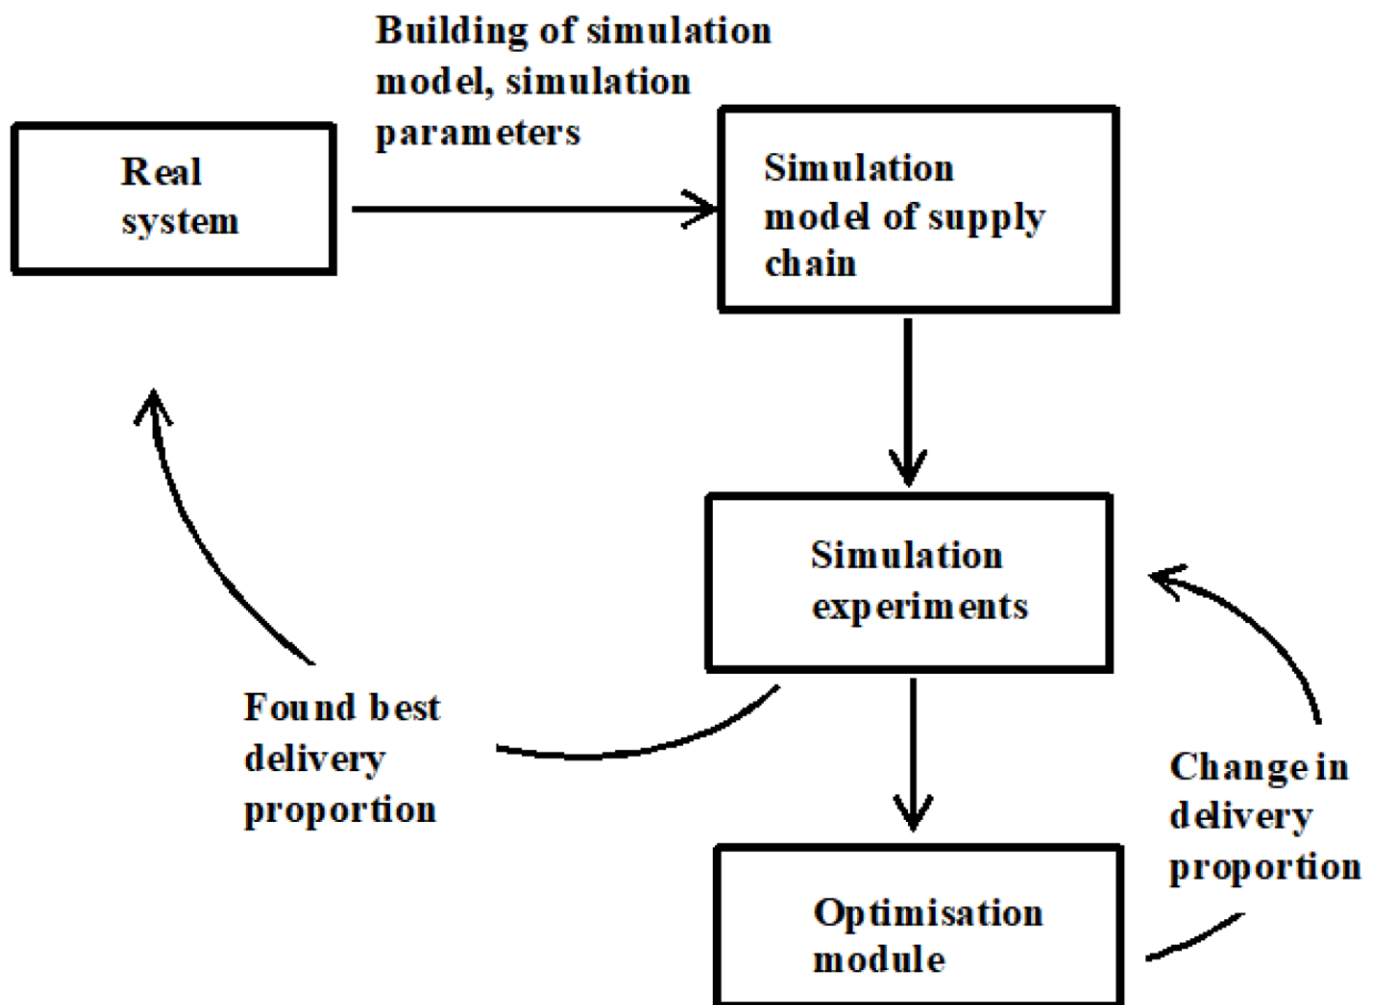 Building of simulation
model, simulation
parameters
Real
system
Simulation
model of supply
chain
Simulation
experiments
Found best
delivery
proportion
Change in
delivery
proportion
Optimisation
module